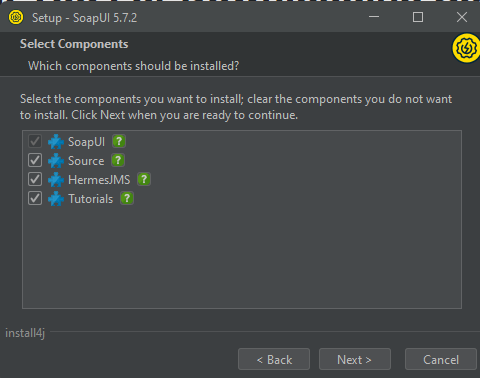 Setup - SoapUI 5.7.2
Select Components
Which components should be installed?
Select the components you want to install; clear the components you do not want
to install. Click Next when you are ready to continue.
SoapUI ?
Source ?
HermesJMS ?
Tutorials ?
install4j
< Back Next > Cancel